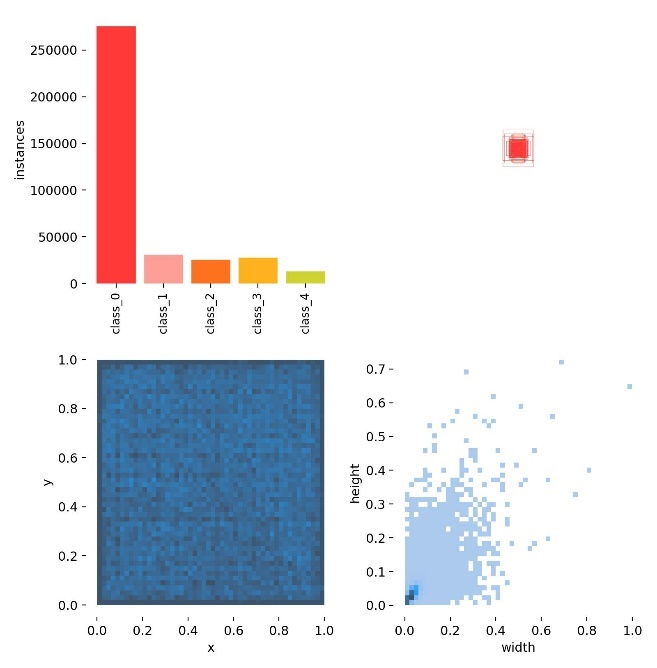 250000
200000
150000
100000
50000
0
instances
class_0
class_1
class_2
class_3
class_4
1.0
0.8
0.6
0.4
0.2
0.0
y
0.0 0.2 0.4 0.6 0.8 1.0
x
0.7
0.6
0.5
0.4
0.3
0.2
0.1
0.0
height
0.0 0.2 0.4 0.6 0.8 1.0
width